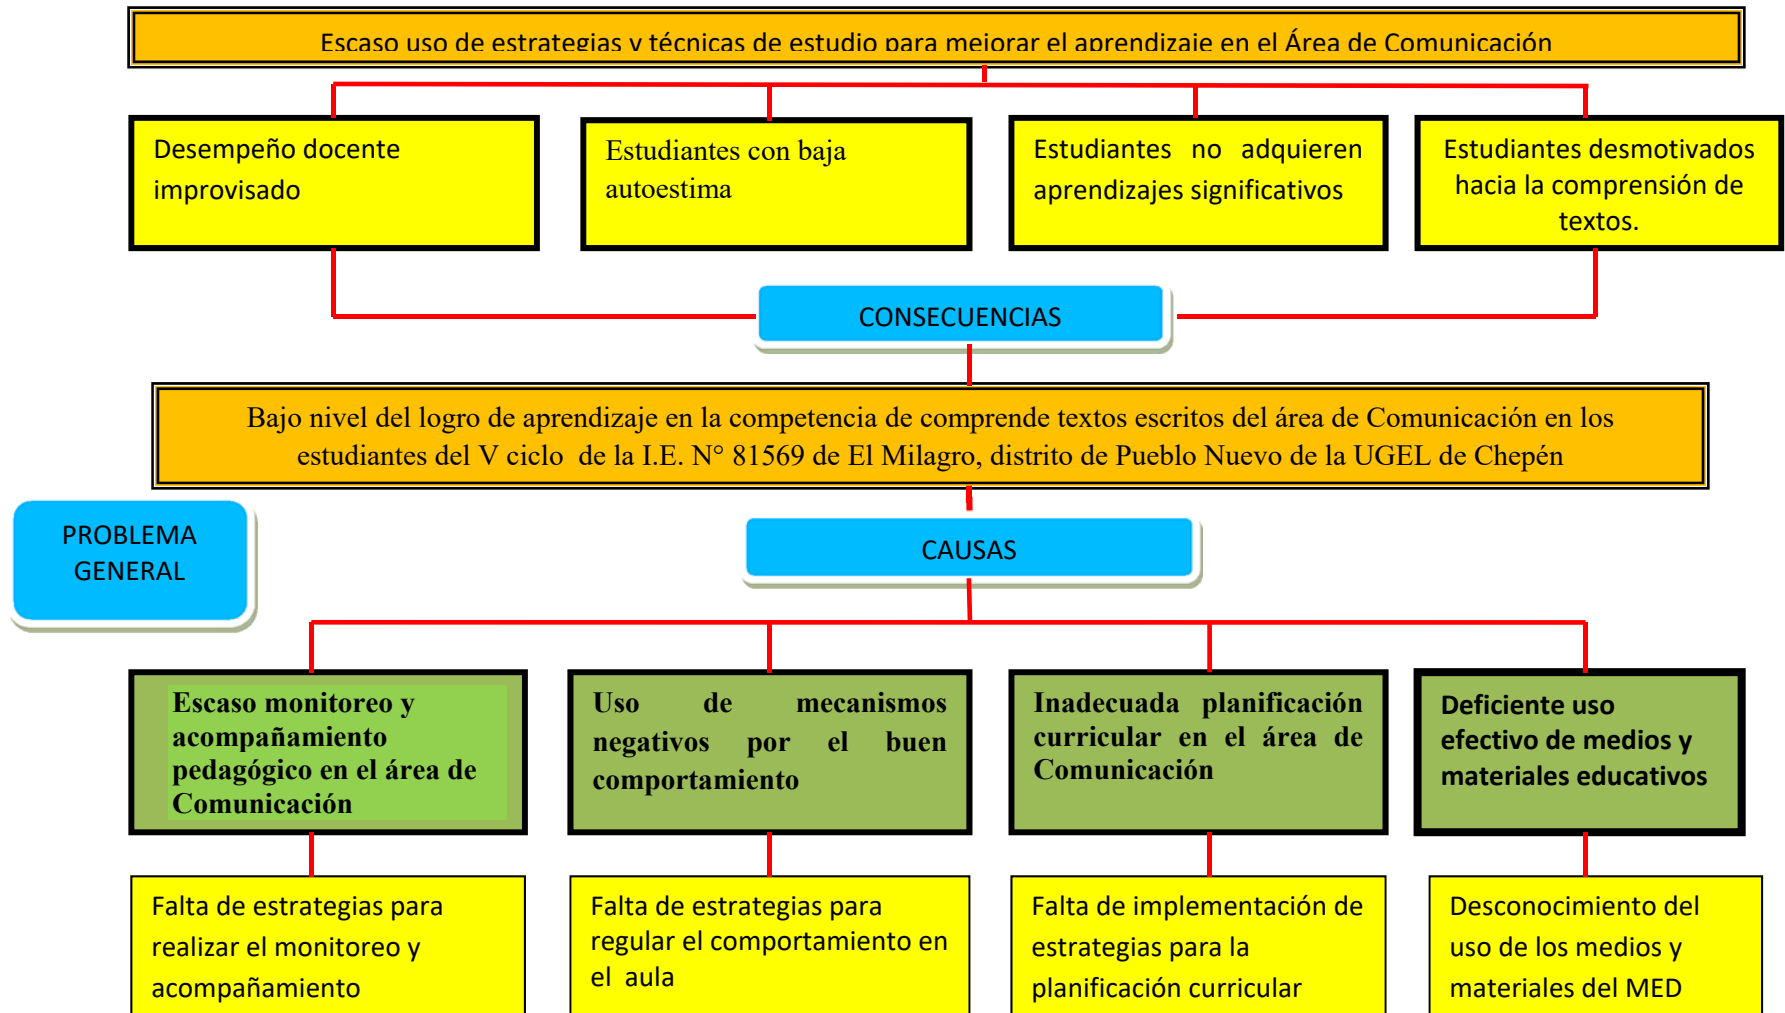 Escaso uso de estrategias y técnicas de estudio para mejorar el aprendizaje en el Área de Comunicación
Desempeño docente
improvisado
Estudiantes con baja
autoestima
Estudiantes no adquieren
aprendizajes significativos
Estudiantes desmotivados
hacia la comprensión de
textos.
CONSECUENCIAS
Bajo nivel del logro de aprendizaje en la competencia de comprende textos escritos del área de Comunicación en los
estudiantes del V ciclo de la I.E. N° 81569 de El Milagro, distrito de Pueblo Nuevo de la UGEL de Chepén
PROBLEMA
GENERAL
CAUSAS
Escaso monitoreo y
acompañamiento
pedagógico en el área de
Comunicación
Uso de mecanismos
negativos por el buen
comportamiento
Inadecuada planificación
curricular en el área de
Comunicación
Deficiente uso
efectivo de medios y
materiales educativos
Falta de estrategias para
realizar el monitoreo y
acompañamiento
Falta de estrategias para
regular el comportamiento en
el aula
Falta de implementación de
estrategias para la
planificación curricular
Desconocimiento del
uso de los medios y
materiales del MED